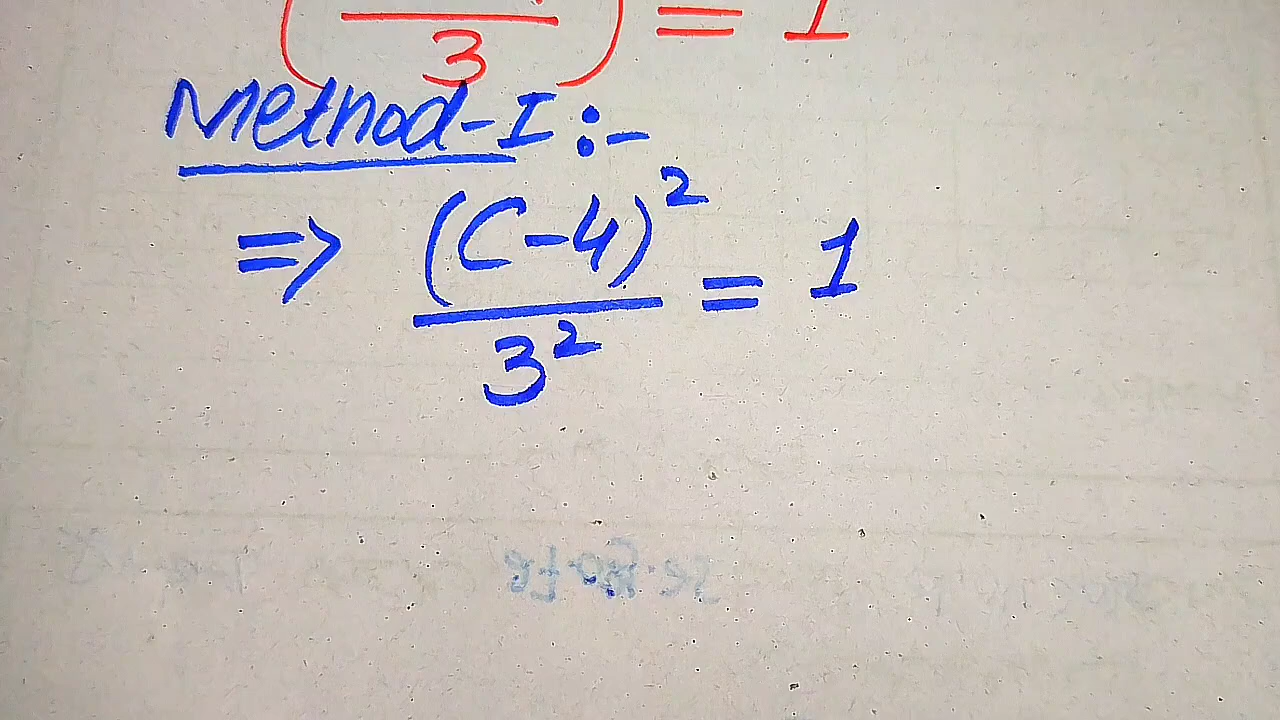 ( / 3 ) = 1
Method-I :-
=> (C-4)² / 3² = 1